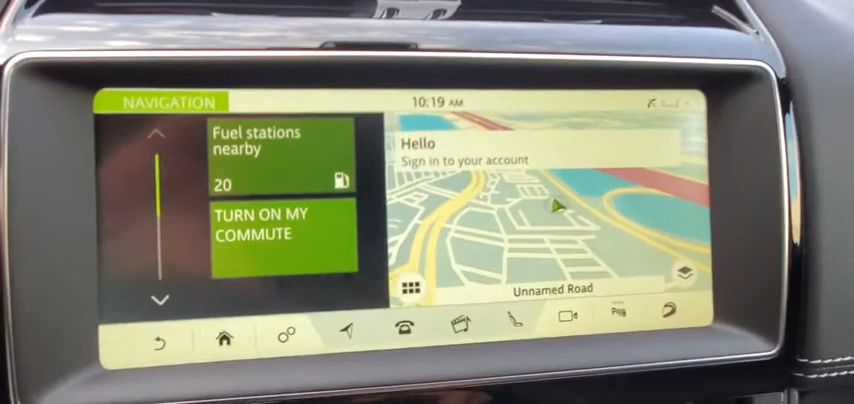 NAVIGATION
10:19 AM
Fuel stations
nearby
20
TURN ON MY
COMMUTE
Hello
Sign in to your account
Unnamed Road